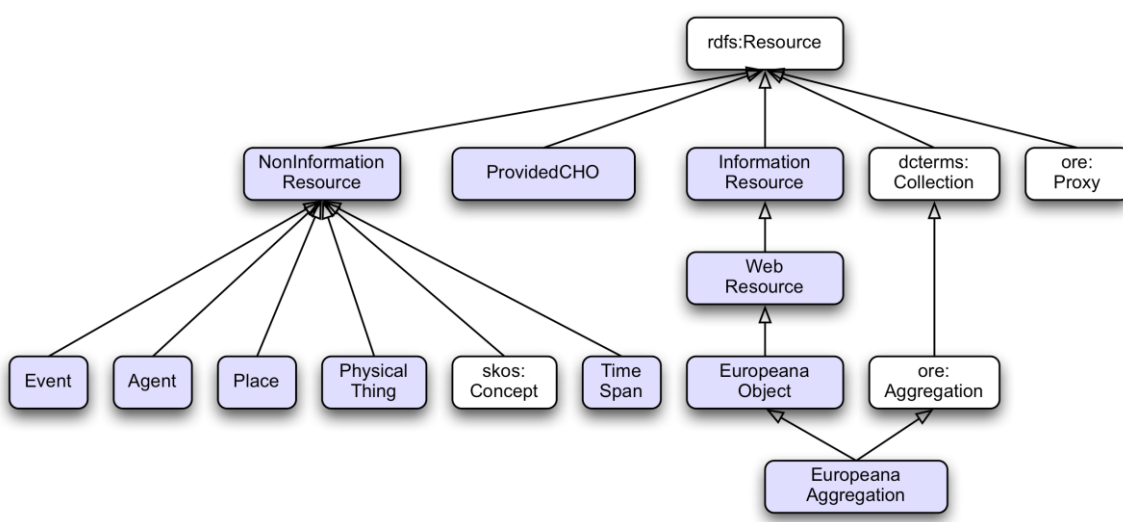 rdfs:Resource
NonInformation
Resource
ProvidedCHO
Information
Resource
dcterms:
Collection
ore:
Proxy
Web
Resource
Event
Agent
Place
Physical
Thing
skos:
Concept
Time
Span
Europeana
Object
ore:
Aggregation
Europeana
Aggregation